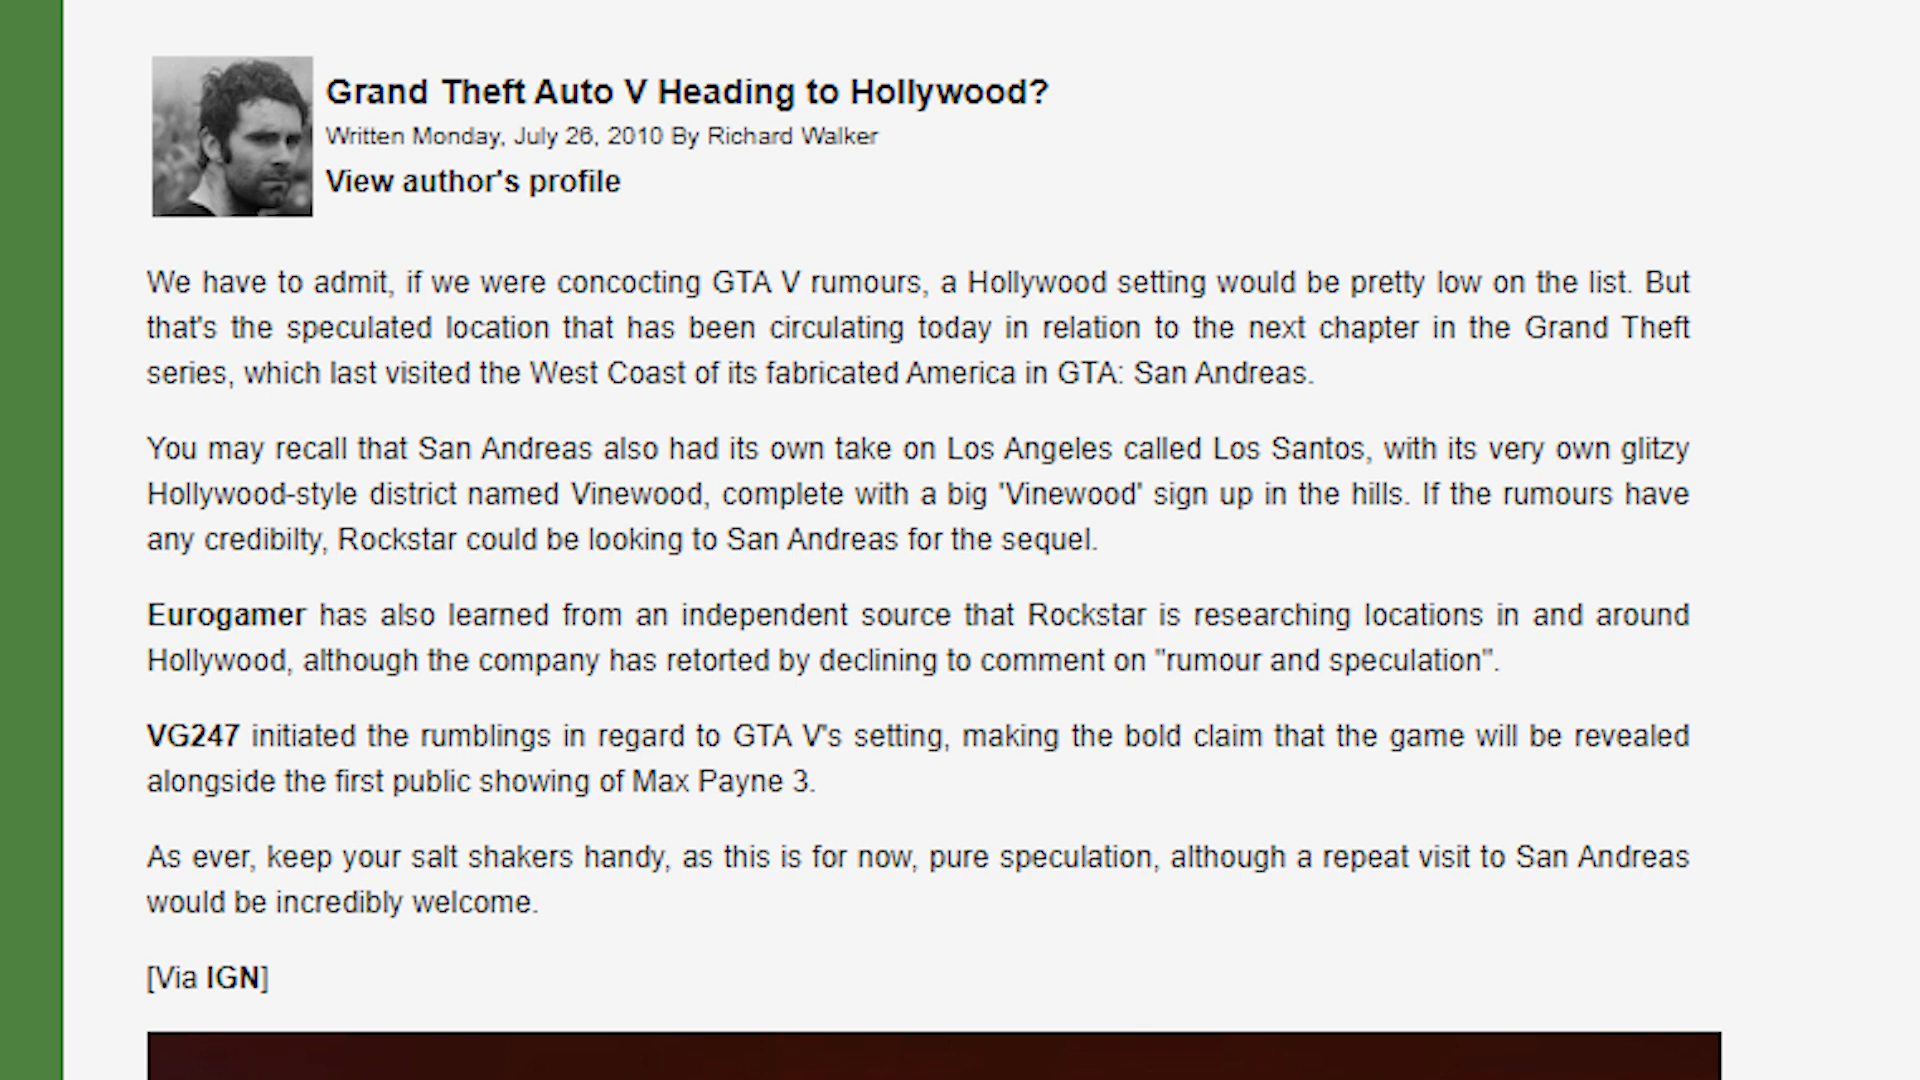 Grand Theft Auto V Heading to Hollywood?
Written Monday, July 26, 2010 By Richard Walker
View author's profile
We have to admit, if we were concocting GTA V rumours, a Hollywood setting would be pretty low on the list. But
that's the speculated location that has been circulating today in relation to the next chapter in the Grand Theft
series, which last visited the West Coast of its fabricated America in GTA: San Andreas.
You may recall that San Andreas also had its own take on Los Angeles called Los Santos, with its very own glitzy
Hollywood-style district named Vinewood, complete with a big 'Vinewood' sign up in the hills. If the rumours have
any credibilty, Rockstar could be looking to San Andreas for the sequel.
Eurogamer has also learned from an independent source that Rockstar is researching locations in and around
Hollywood, although the company has retorted by declining to comment on "rumour and speculation".
VG247 initiated the rumblings in regard to GTA V's setting, making the bold claim that the game will be revealed
alongside the first public showing of Max Payne 3.
As ever, keep your salt shakers handy, as this is for now, pure speculation, although a repeat visit to San Andreas
would be incredibly welcome.
[Via IGN]